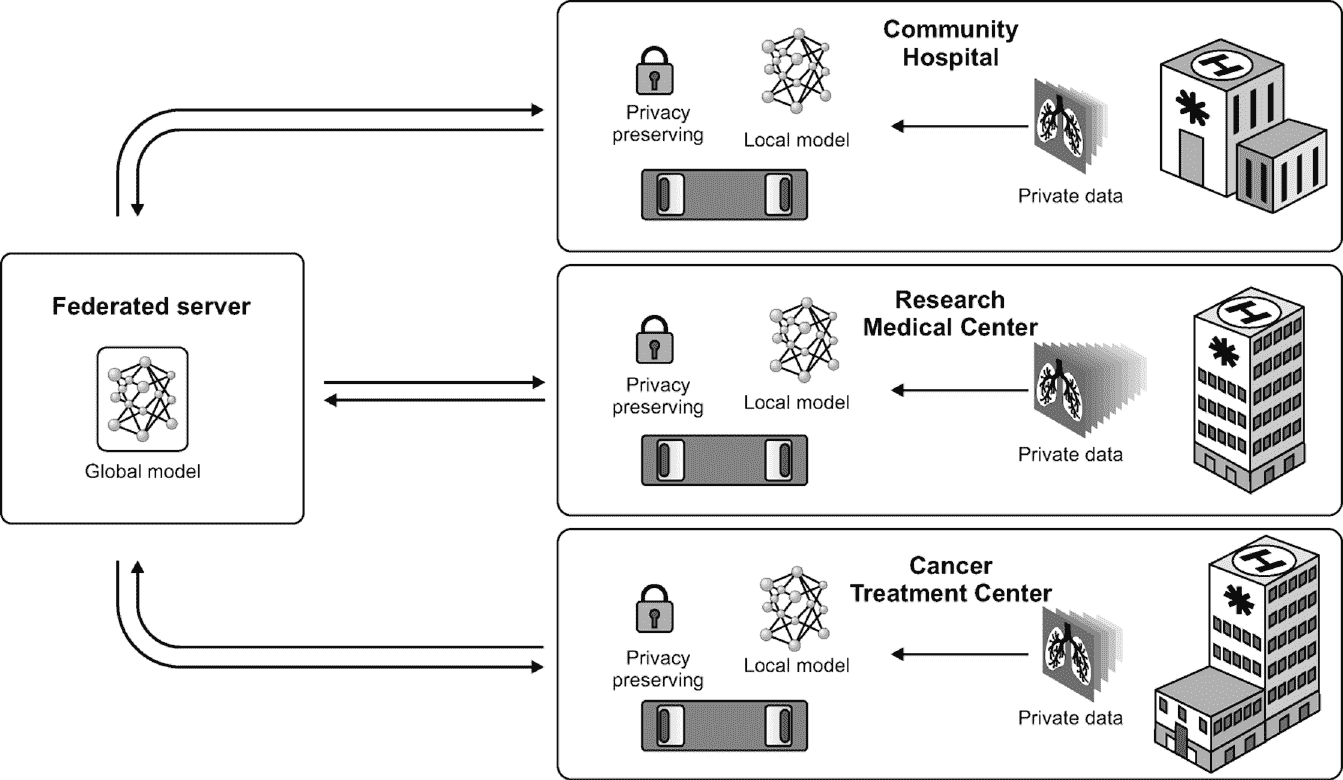 Community
Hospital
Privacy
preserving
Local model
Private data
H
Federated server
Global model
Research
Medical Center
Privacy
preserving
Local model
Private data
H
Cancer
Treatment Center
Privacy
preserving
Local model
Private data
H